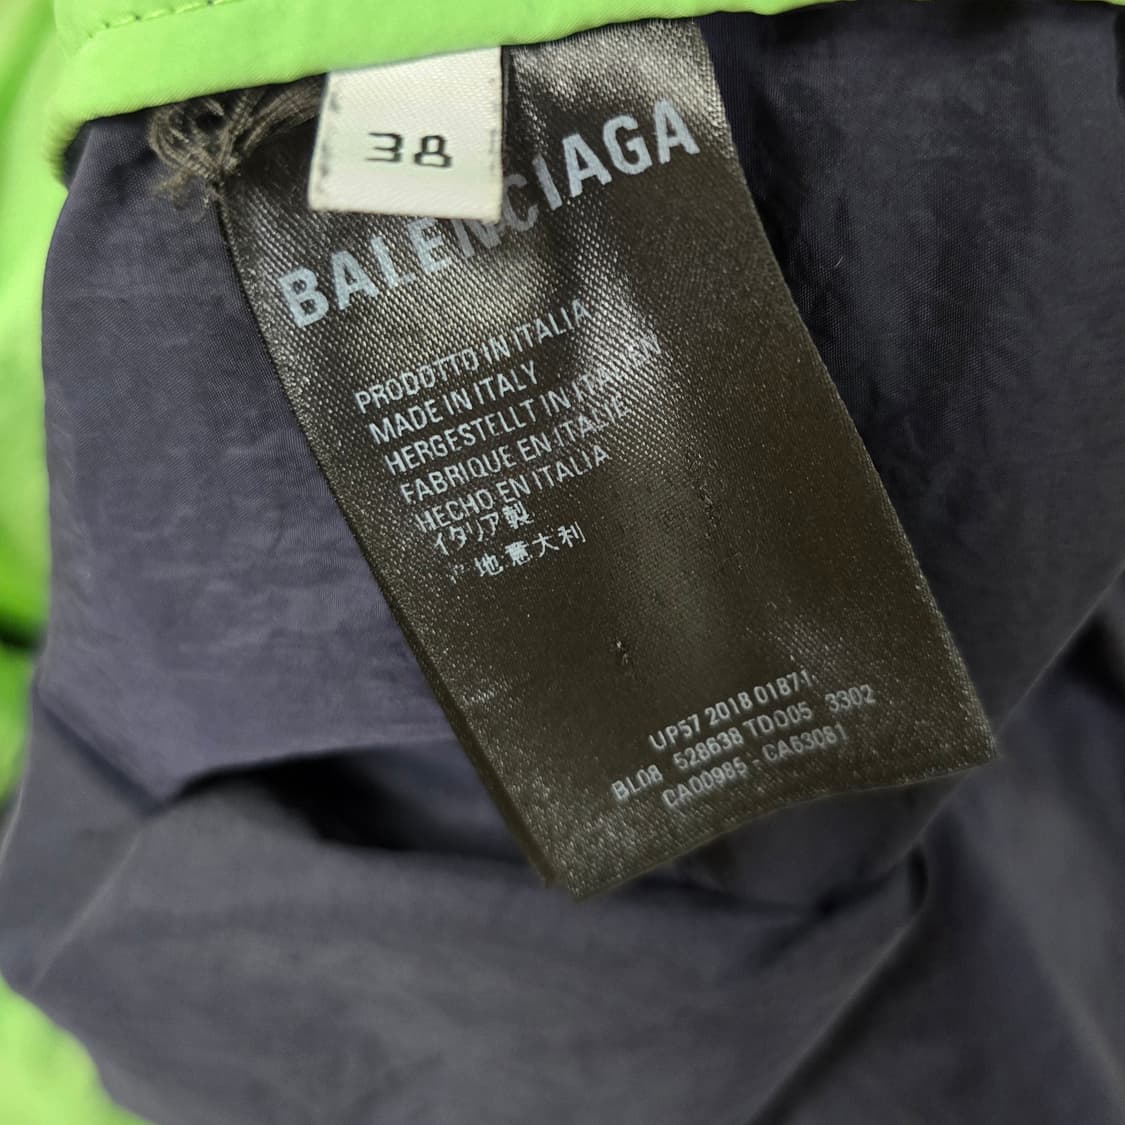 38
BALENCIAGA
PRODOTTO IN ITALIA
MADE IN ITALY
HERGESTELLT IN ITALIEN
FABRIQUE EN ITALIE
HECHO EN ITALIA
イタリア製
地意大利
UP57 2018 01871
BL08 528638 TDO05 3302
CA00985 - CA63081